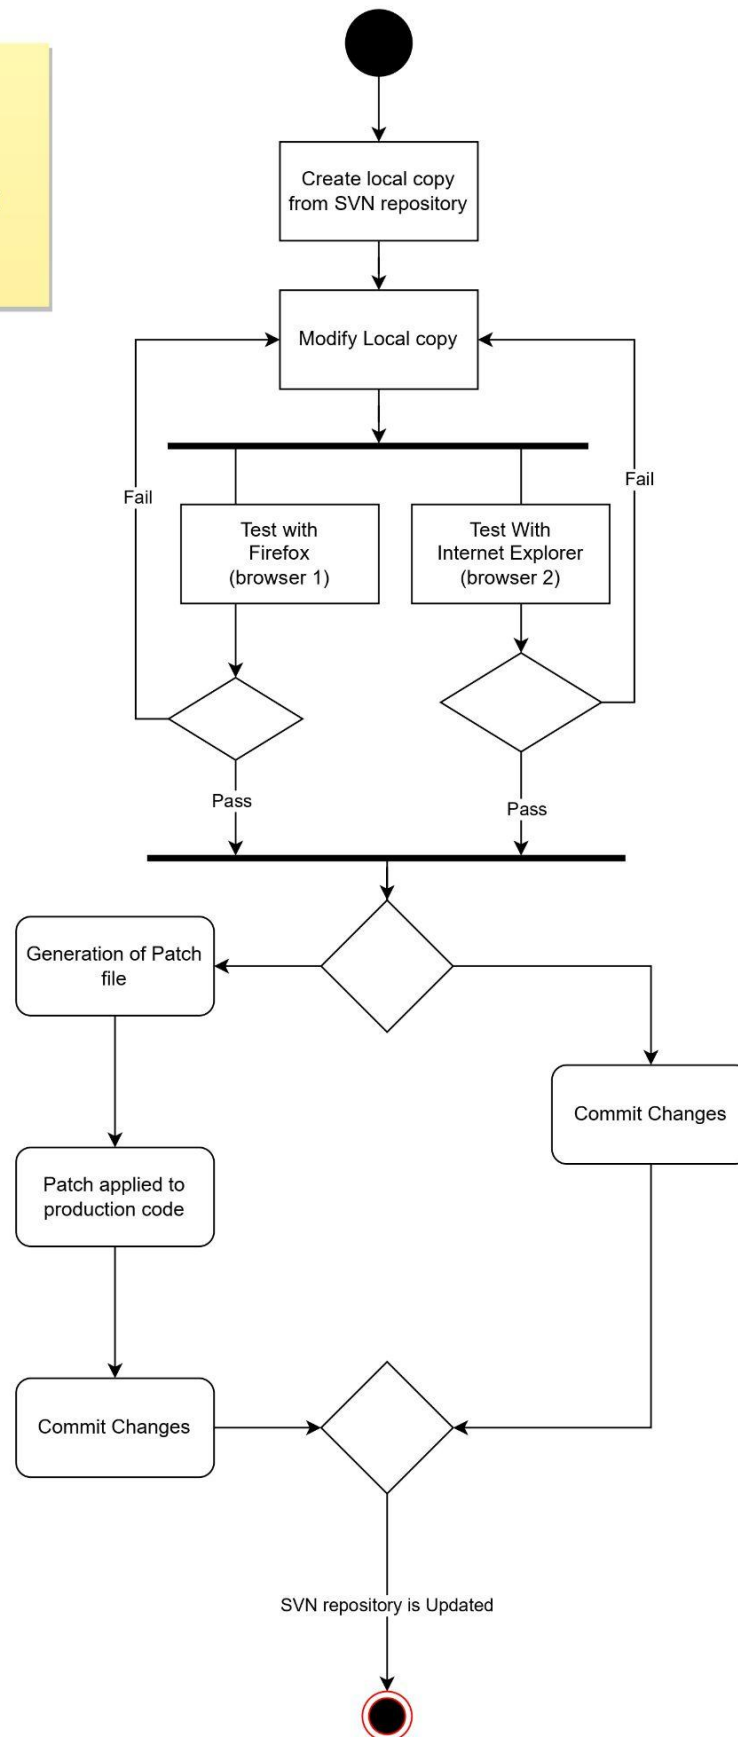 Create local copy
from SVN repository
Modify Local copy
Fail
Fail
Test with
Firefox
(browser 1)
Test With
Internet Explorer
(browser 2)
Pass
Pass
Generation of Patch
file
Commit Changes
Patch applied to
production code
Commit Changes
SVN repository is Updated